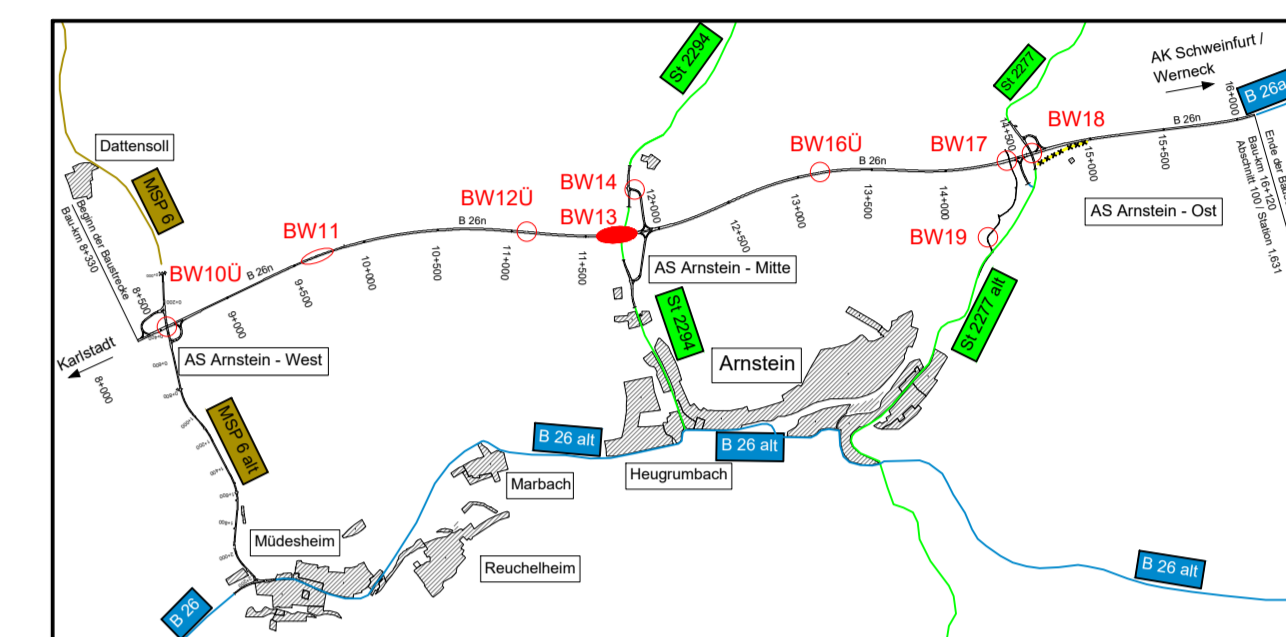 St 2294
St 2277
AK Schweinfurt /
Werneck
16+000
B 26a
Dattensoll
MSP 6
BW14
12+000
BW16Ü
B 26n
BW17
14+500
BW18
B 26n
15+000
15+500
Ende der Baus
Bau-km 16+120
Abschnitt 100 / Station 1,631
Beginn der Baustrecke
Bau-km 8+330
BW10Ü
8+500
BW11
B 26n
BW12Ü
B 26n
BW13
9+000
9+500
10+000
10+500
11+000
11+500
12+500
13+000
13+500
14+000
AS Arnstein - Ost
BW19
AS Arnstein - Mitte
Karlstadt
8+000
AS Arnstein - West
St 2294
Arnstein
St 2277 alt
MSP 6 alt
B 26 alt
B 26 alt
Heugrumbach
Marbach
Reuchelheim
Müdesheim
B 26
B 26 alt